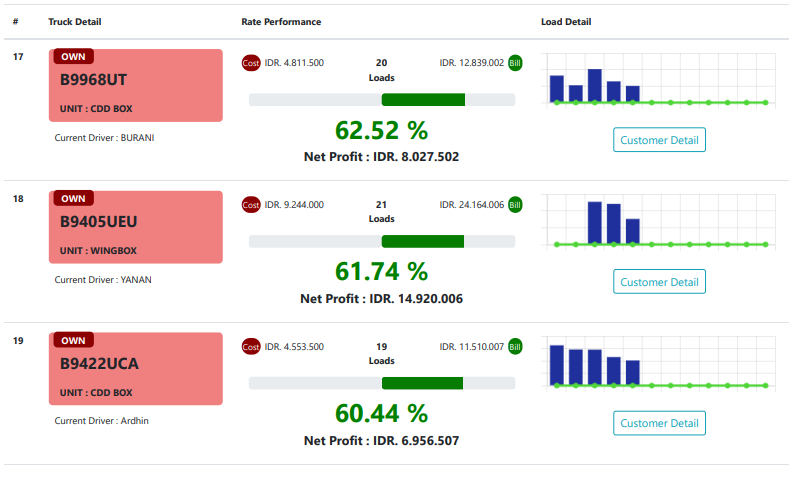 # Truck Detail Rate Performance Load Detail
17 OWN
B9968UT
UNIT : CDD BOX
Current Driver : BURANI
Cost IDR. 4.811.500 20 IDR. 12.839.002 Bill
Loads
62.52 %
Net Profit : IDR. 8.027.502
Customer Detail
18 OWN
B9405UEU
UNIT : WINGBOX
Current Driver : YANAN
Cost IDR. 9.244.000 21 IDR. 24.164.006 Bill
Loads
61.74 %
Net Profit : IDR. 14.920.006
Customer Detail
19 OWN
B9422UCA
UNIT : CDD BOX
Current Driver : Ardhin
Cost IDR. 4.553.500 19 IDR. 11.510.007 Bill
Loads
60.44 %
Net Profit : IDR. 6.956.507
Customer Detail